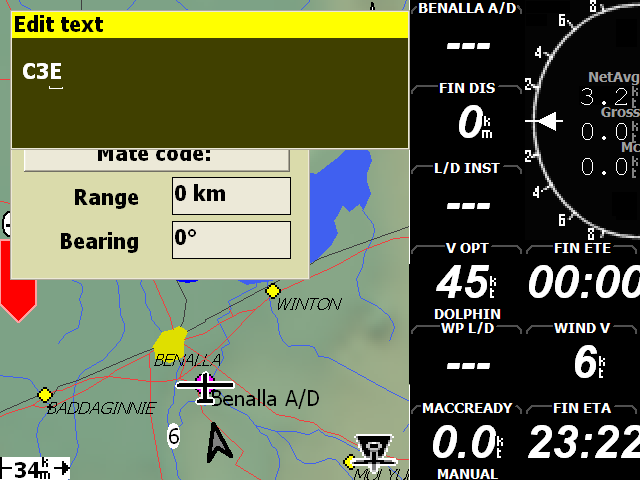 Edit text
C3E
Mate code:
Range
0 km
Bearing
0°
WINTON
BENALLA
Benalla A/D
BADDAGINNIE
6
34 km
BENALLA A/D
---
FIN DIS
0 km
L/D INST
---
V OPT
45 kt
DOLPHIN
WP L/D
---
MACCREADY
0.0 kt
MANUAL
8
6
4
2
2
4
6
8
NetAvg
3.2 kt
Gross
0.0 kt
Mc
0.0 kt
FIN ETE
00:00
WIND V
6 kt
FIN ETA
23:22